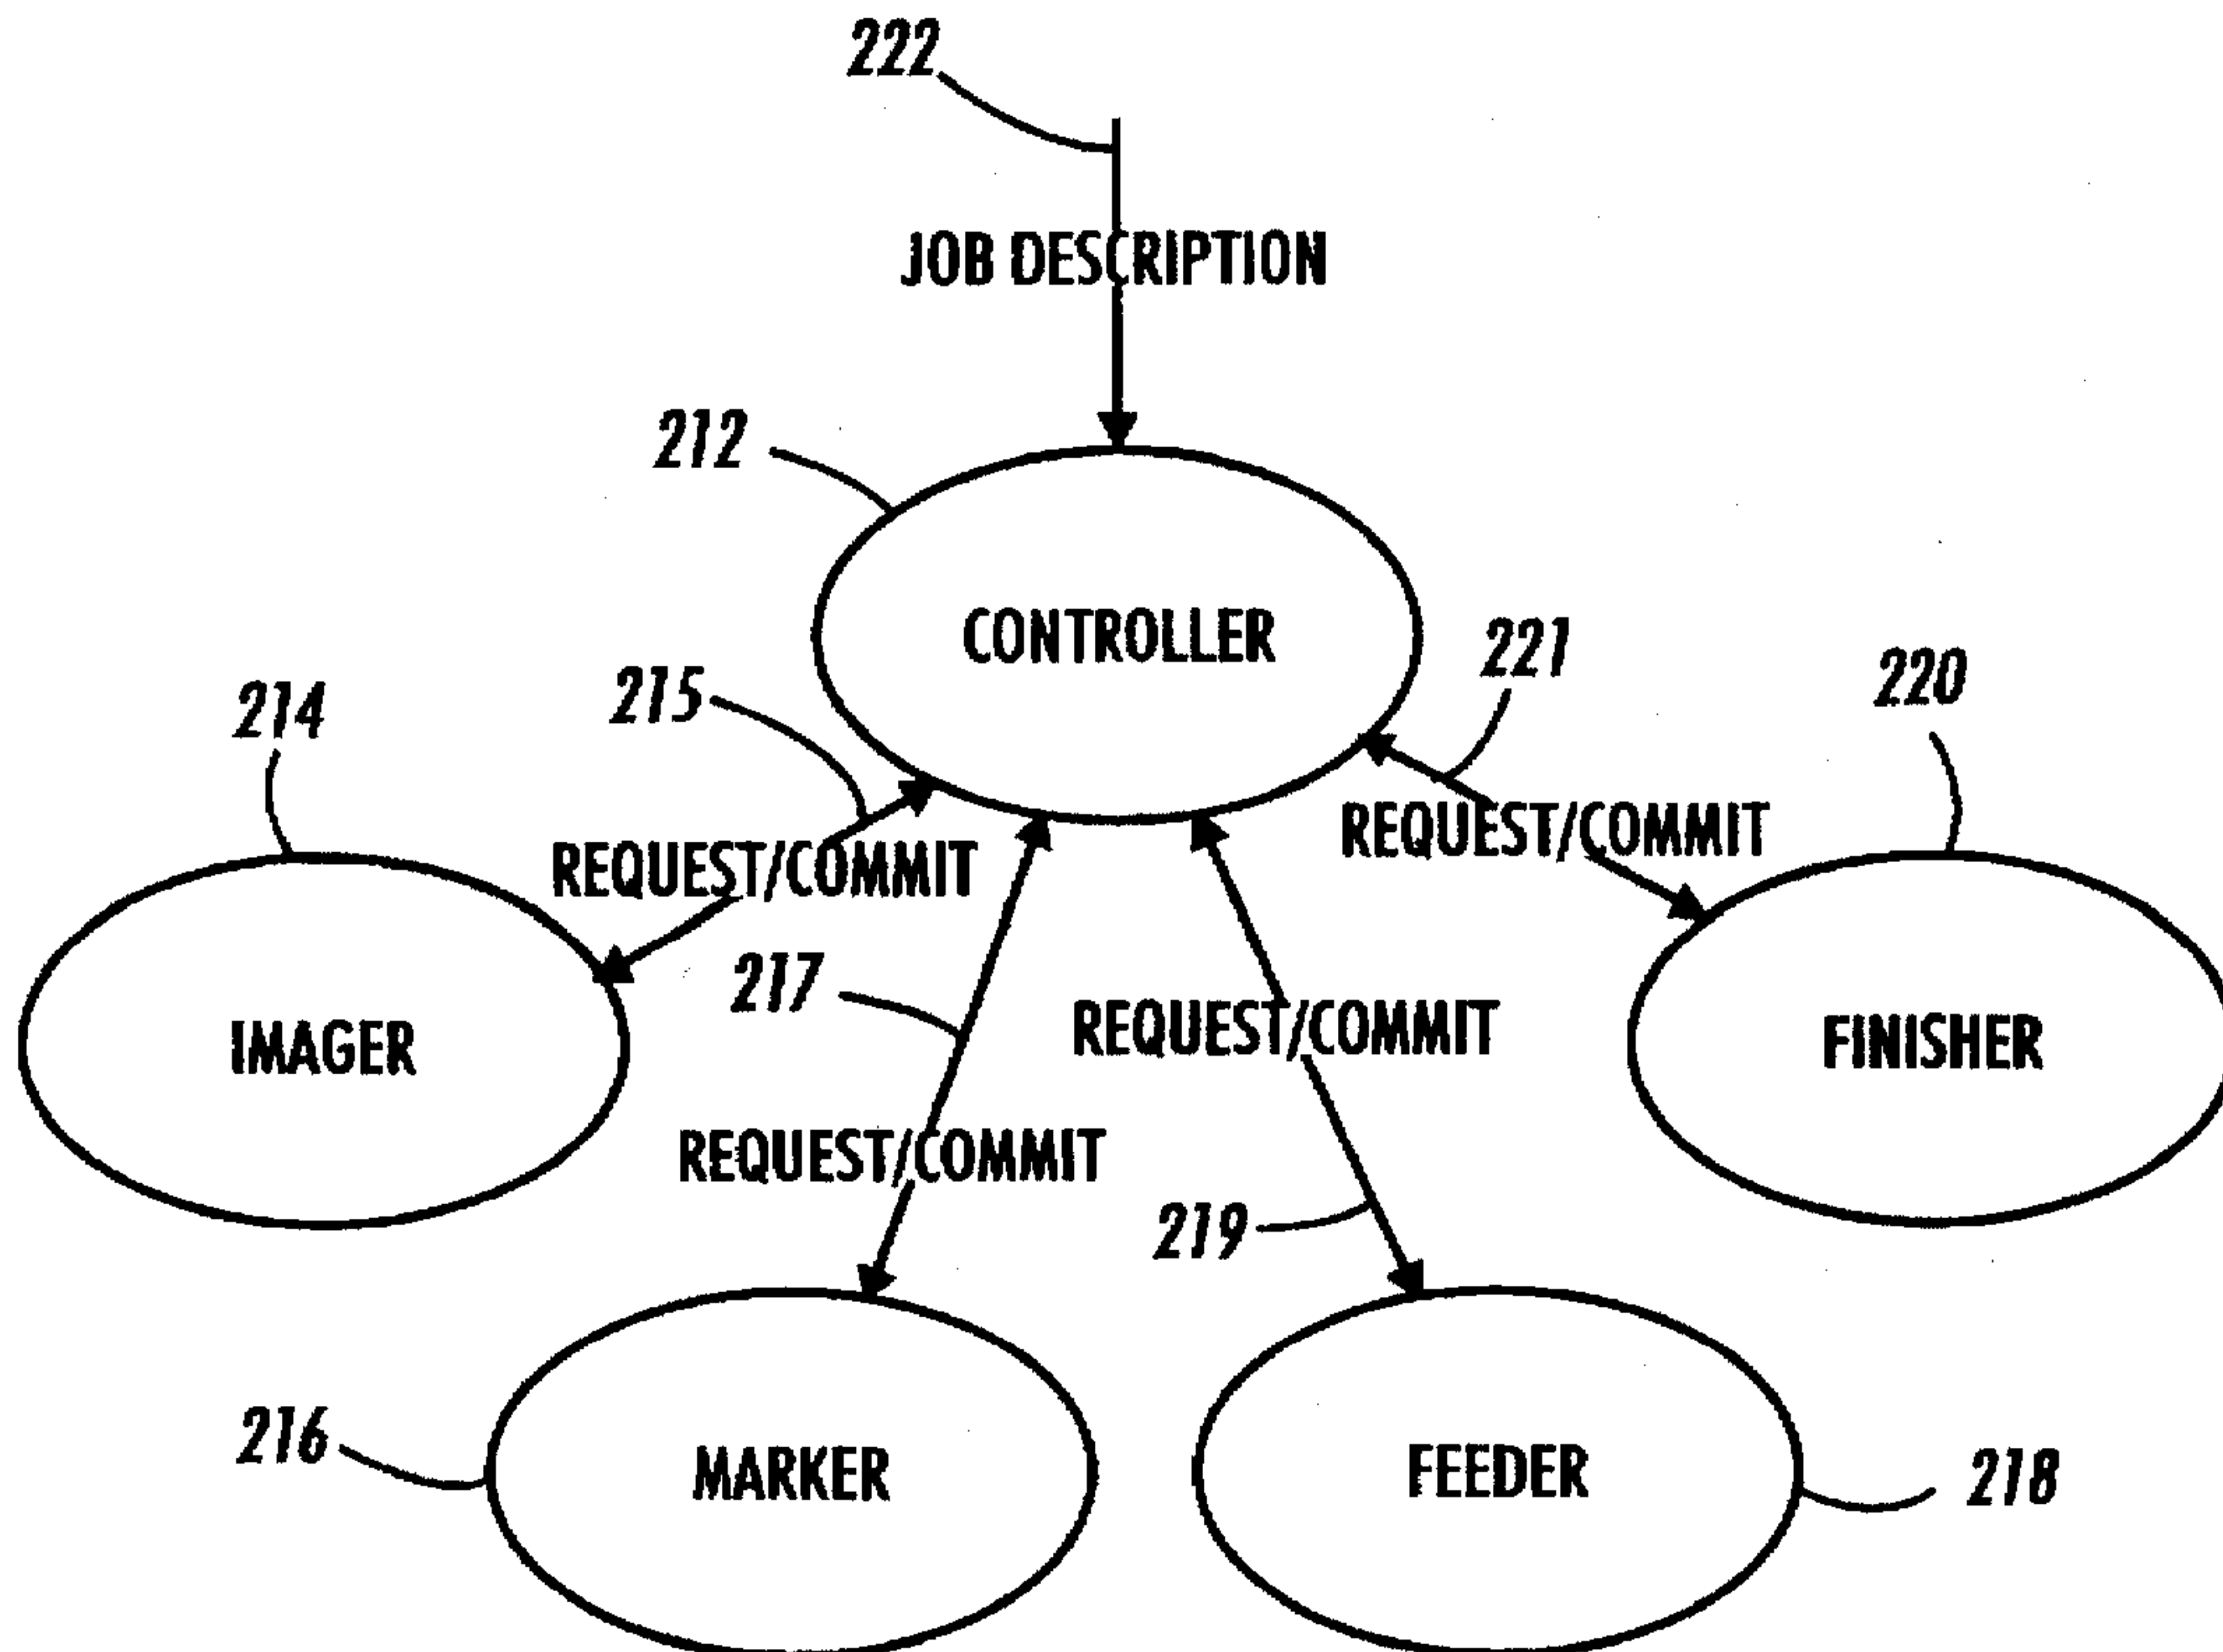 222
JOB DESCRIPTION
212
CONTROLLER
221
220
215
214
REQUEST/COMMIT
REQUEST/COMMIT
217
REQUEST/COMMIT
IMAGER
FINISHER
REQUEST/COMMIT
219
216
MARKER
FEEDER
218